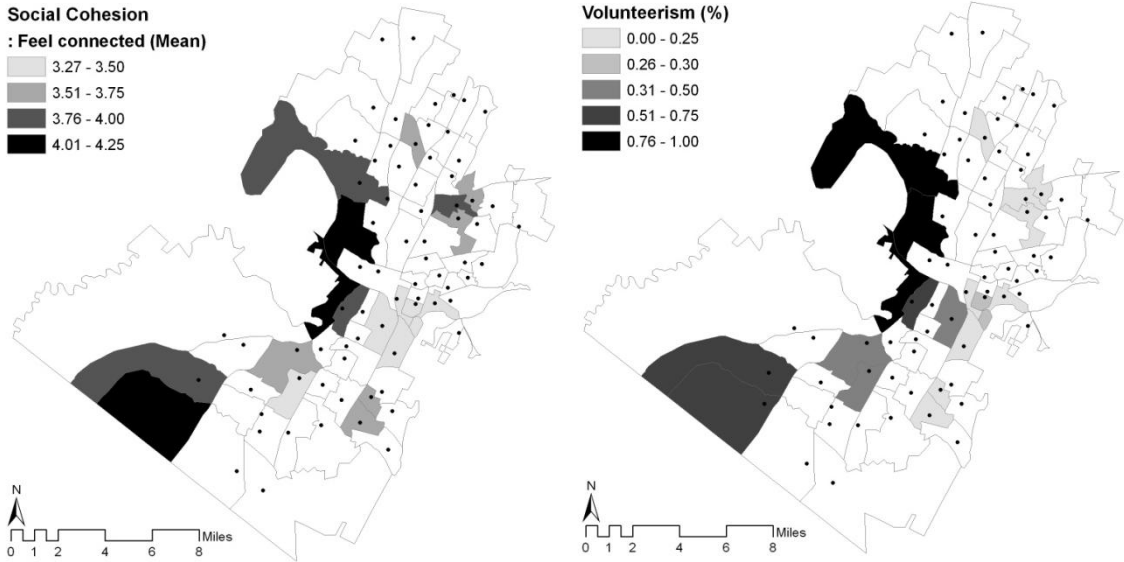 Social Cohesion
: Feel connected (Mean)
3.27 - 3.50
3.51 - 3.75
3.76 - 4.00
4.01 - 4.25
N
Miles
0 1 2 4 6 8
Volunteerism (%)
0.00 - 0.25
0.26 - 0.30
0.31 - 0.50
0.51 - 0.75
0.76 - 1.00
N
Miles
0 1 2 4 6 8